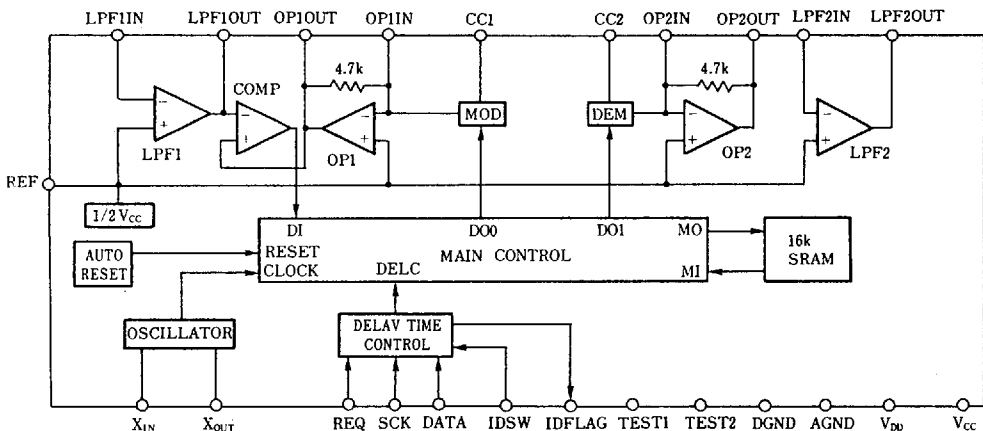 LPF1IN LPF1OUT OP1OUT OP1IN CC1 CC2 OP2IN OP2OUT LPF2IN LPF2OUT
4.7k 4.7k
COMP
MOD DEM
LPF1 OP1 OP2 LPF2
REF
1/2 VCC
DI DO0 DO1 MO
RESET
MAIN CONTROL
CLOCK DELC MI
AUTO
RESET
16k
SRAM
OSCILLATOR
DELAV TIME
CONTROL
XIN XOUT REQ SCK DATA IDSW IDFLAG TEST1 TEST2 DGND AGND VDD VCC